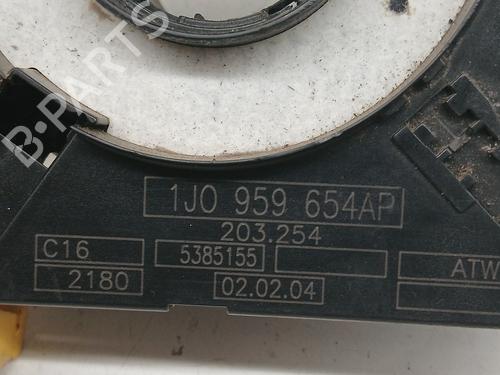 B-PARTS
1J0 959 654AP
203.254
C16 5385155 ATW
2180 02.02.04